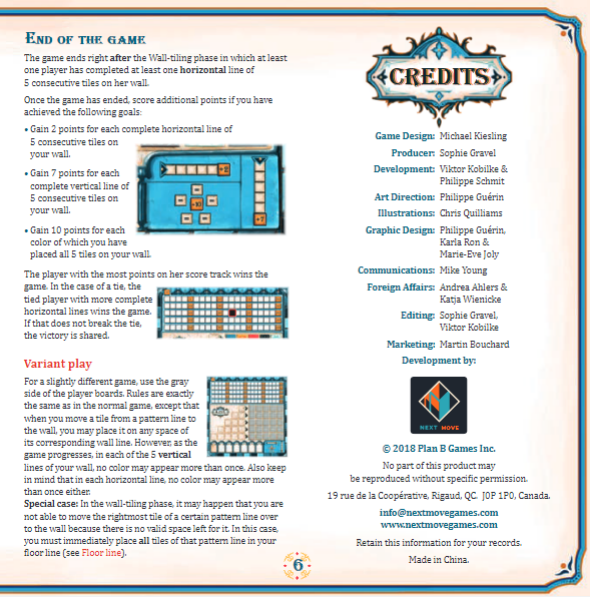 END OF THE GAME
The game ends right after the Wall-tiling phase in which at least
one player has completed at least one horizontal line of
5 consecutive tiles on her wall.
Once the game has ended, score additional points if you have
achieved the following goals:
• Gain 2 points for each complete horizontal line of
5 consecutive tiles on
your wall.
• Gain 7 points for each
complete vertical line of
5 consecutive tiles on
your wall.
• Gain 10 points for each
color of which you have
placed all 5 tiles on your wall.
The player with the most points on her score track wins the
game. In the case of a tie, the
tied player with more complete
horizontal lines wins the game.
If that does not break the tie,
the victory is shared.
Variant play
For a slightly different game, use the gray
side of the player boards. Rules are exactly
the same as in the normal game, except that
when you move a tile from a pattern line to
the wall, you may place it on any space of
its corresponding wall line. However, as the
game progresses, in each of the 5 vertical
lines of your wall, no color may appear more than once. Also keep
in mind that in each horizontal line, no color may appear more
than once either.
Special case: In the wall-tiling phase, it may happen that you are
not able to move the rightmost tile of a certain pattern line over
to the wall because there is no valid space left for it. In this case,
you must immediately place all tiles of that pattern line in your
floor line (see Floor line).
6
CREDITS
Game Design: Michael Kiesling
Producer: Sophie Gravel
Development: Viktor Kobilke &
Philippe Schmit
Art Direction: Philippe Guérin
Illustrations: Chris Quilliams
Graphic Design: Philippe Guérin,
Karla Ron &
Marie-Eve Joly
Communications: Mike Young
Foreign Affairs: Andrea Ahlers &
Katja Wienicke
Editing: Sophie Gravel,
Viktor Kobilke
Marketing: Martin Bouchard
Development by:
NEXT MOVE
© 2018 Plan B Games Inc.
No part of this product may
be reproduced without specific permission.
19 rue de la Coopérative, Rigaud, QC. J0P 1P0, Canada.
info@nextmovegames.com
www.nextmovegames.com
Retain this information for your records.
Made in China.